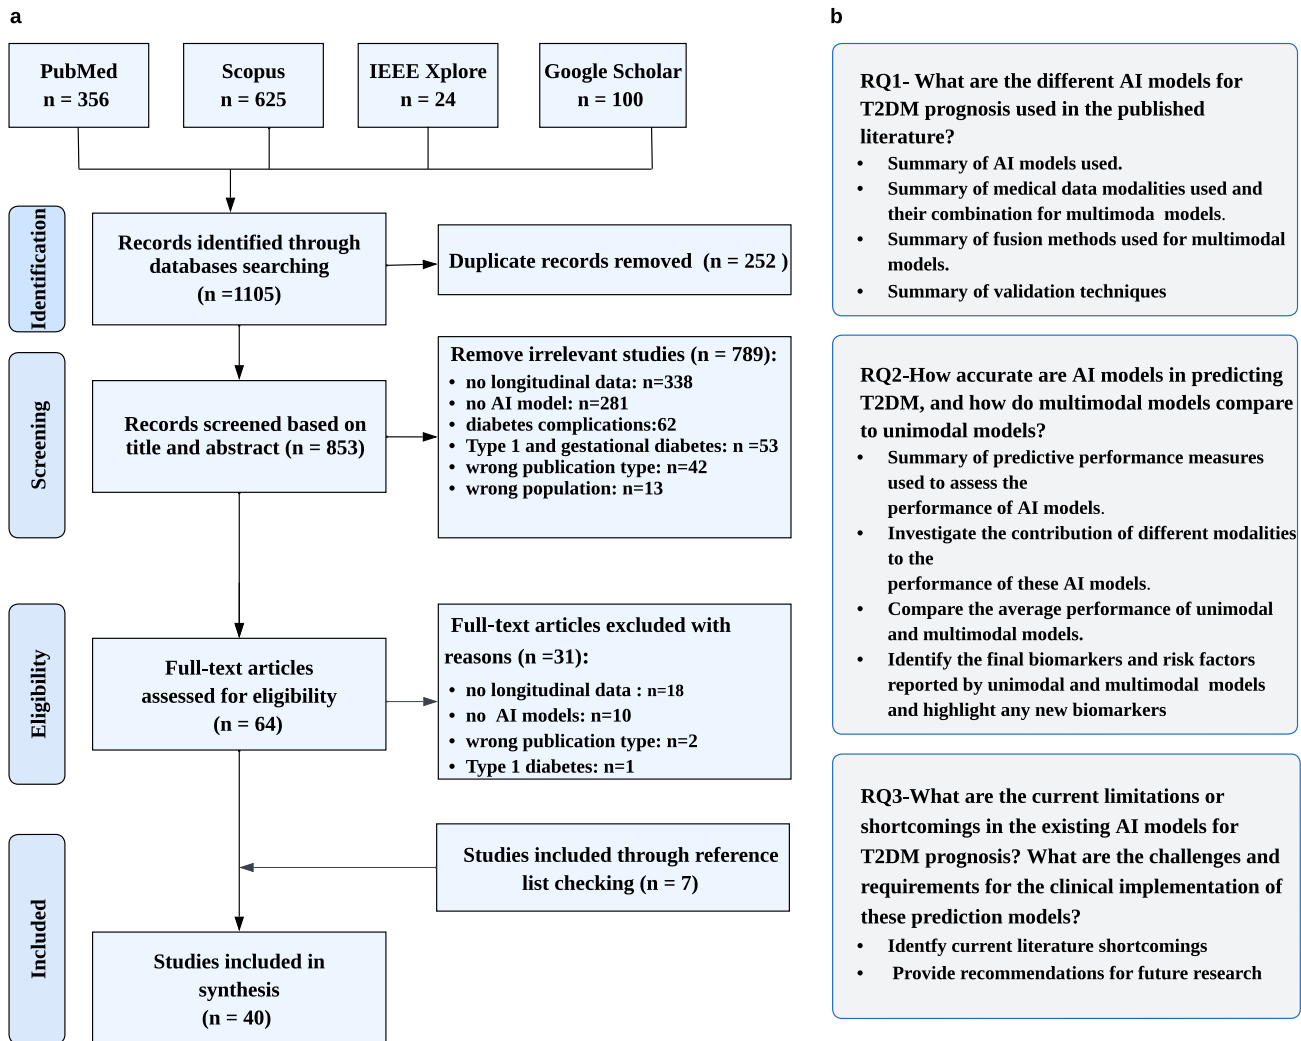 a
PubMed
n = 356
Scopus
n = 625
IEEE Xplore
n = 24
Google Scholar
n = 100
Identification
Records identified through
databases searching
(n =1105)
Duplicate records removed (n = 252 )
Screening
Records screened based on
title and abstract (n = 853)
Remove irrelevant studies (n = 789):
• no longitudinal data: n=338
• no AI model: n=281
• diabetes complications:62
• Type 1 and gestational diabetes: n =53
• wrong publication type: n=42
• wrong population: n=13
Eligibility
Full-text articles
assessed for eligibility
(n = 64)
Full-text articles excluded with
reasons (n =31):
• no longitudinal data : n=18
• no AI models: n=10
• wrong publication type: n=2
• Type 1 diabetes: n=1
Included
Studies included through reference
list checking (n = 7)
Studies included in
synthesis
(n = 40)
b
RQ1- What are the different AI models for
T2DM prognosis used in the published
literature?
• Summary of AI models used.
• Summary of medical data modalities used and
their combination for multimoda models.
• Summary of fusion methods used for multimodal
models.
• Summary of validation techniques
RQ2-How accurate are AI models in predicting
T2DM, and how do multimodal models compare
to unimodal models?
• Summary of predictive performance measures
used to assess the
performance of AI models.
• Investigate the contribution of different modalities
to the
performance of these AI models.
• Compare the average performance of unimodal
and multimodal models.
• Identify the final biomarkers and risk factors
reported by unimodal and multimodal models
and highlight any new biomarkers
RQ3-What are the current limitations or
shortcomings in the existing AI models for
T2DM prognosis? What are the challenges and
requirements for the clinical implementation of
these prediction models?
• Identfy current literature shortcomings
• Provide recommendations for future research